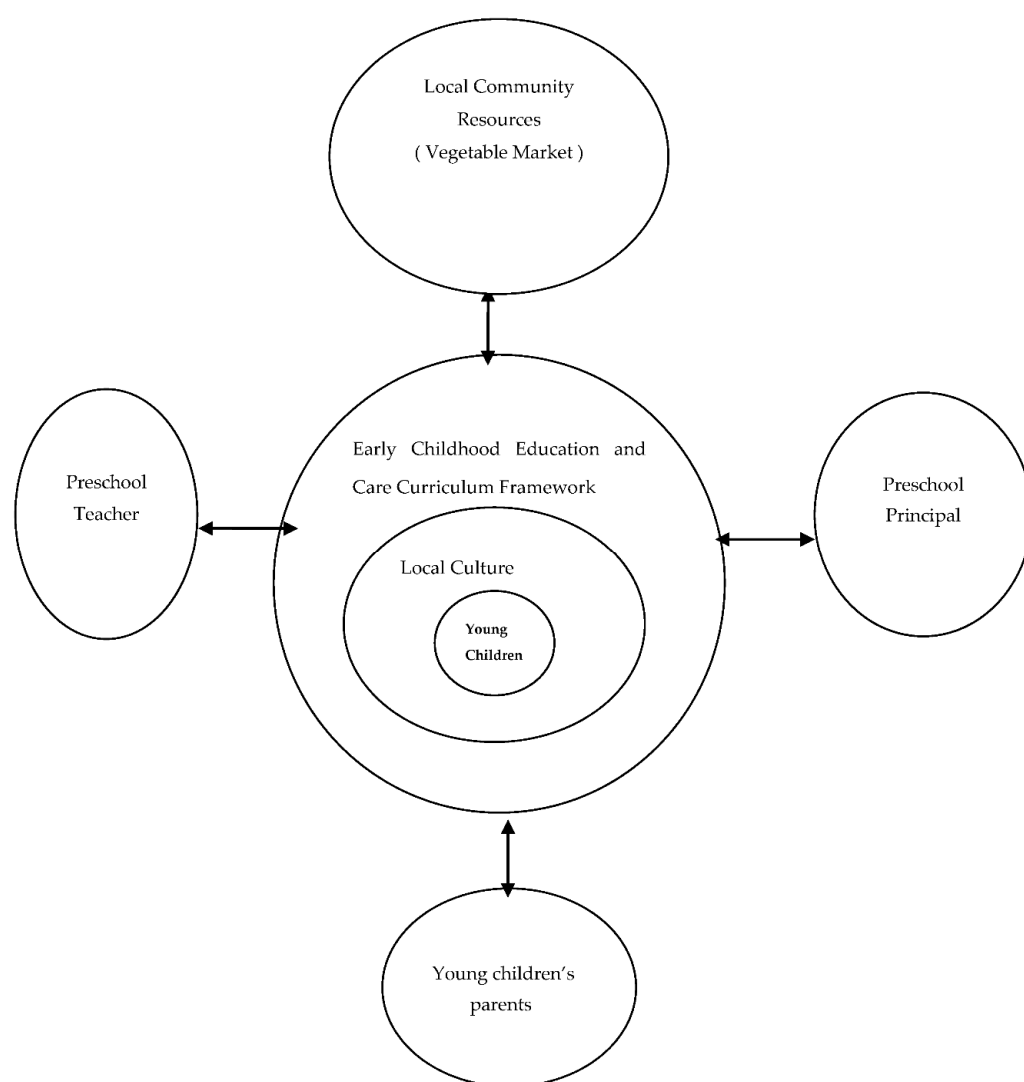 Local Community
Resources
( Vegetable Market )
Early Childhood Education and
Care Curriculum Framework
Preschool
Teacher
Preschool
Principal
Local Culture
Young
Children
Young children's
parents